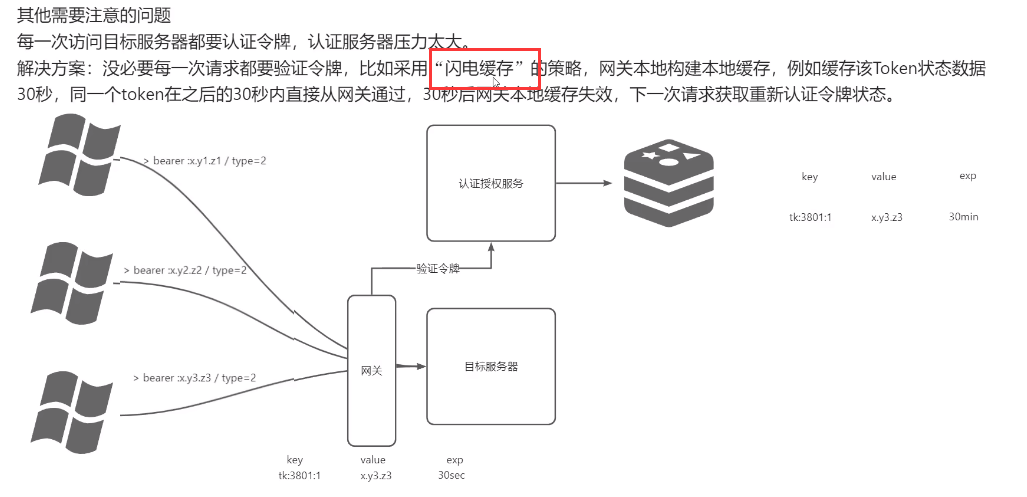 其他需要注意的问题
每一次访问目标服务器都要认证令牌，认证服务器压力太大。
解决方案：没必要每一次请求都要验证令牌，比如采用“闪电缓存”的策略，网关本地构建本地缓存，例如缓存该Token状态数据
30秒，同一个token在之后的30秒内直接从网关通过，30秒后网关本地缓存失效，下一次请求获取重新认证令牌状态。
> bearer :x.y1.z1 / type=2
认证授权服务
key value exp
tk:3801:1 x.y3.z3 30min
> bearer :x.y2.z2 / type=2
验证令牌
网关
目标服务器
> bearer :x.y3.z3 / type=2
key value exp
tk:3801:1 x.y3.z3 30sec